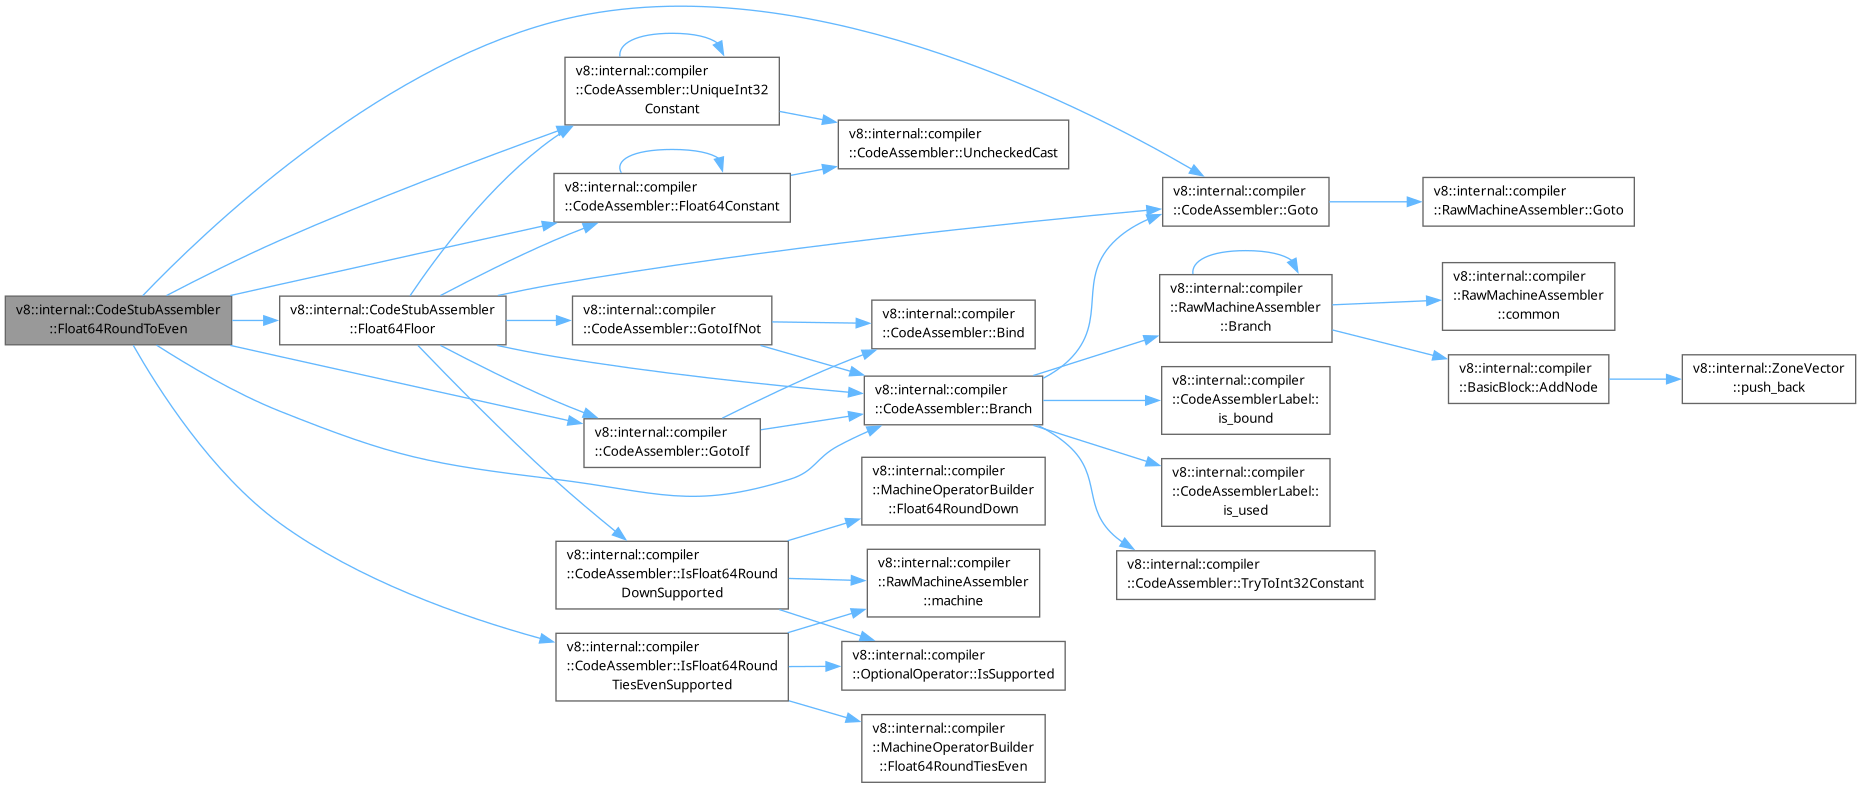 v8::internal::CodeStubAssembler
::Float64RoundToEven
v8::internal::CodeStubAssembler
::Float64Floor
v8::internal::compiler
::CodeAssembler::UniqueInt32
Constant
v8::internal::compiler
::CodeAssembler::Float64Constant
v8::internal::compiler
::CodeAssembler::GotoIfNot
v8::internal::compiler
::CodeAssembler::GotoIf
v8::internal::compiler
::CodeAssembler::IsFloat64Round
DownSupported
v8::internal::compiler
::CodeAssembler::IsFloat64Round
TiesEvenSupported
v8::internal::compiler
::CodeAssembler::UncheckedCast
v8::internal::compiler
::CodeAssembler::Bind
v8::internal::compiler
::CodeAssembler::Branch
v8::internal::compiler
::MachineOperatorBuilder
::Float64RoundDown
v8::internal::compiler
::RawMachineAssembler
::machine
v8::internal::compiler
::OptionalOperator::IsSupported
v8::internal::compiler
::MachineOperatorBuilder
::Float64RoundTiesEven
v8::internal::compiler
::CodeAssembler::Goto
v8::internal::compiler
::RawMachineAssembler
::Branch
v8::internal::compiler
::CodeAssemblerLabel::
is_bound
v8::internal::compiler
::CodeAssemblerLabel::
is_used
v8::internal::compiler
::CodeAssembler::TryToInt32Constant
v8::internal::compiler
::RawMachineAssembler::Goto
v8::internal::compiler
::RawMachineAssembler
::common
v8::internal::compiler
::BasicBlock::AddNode
v8::internal::ZoneVector
::push_back